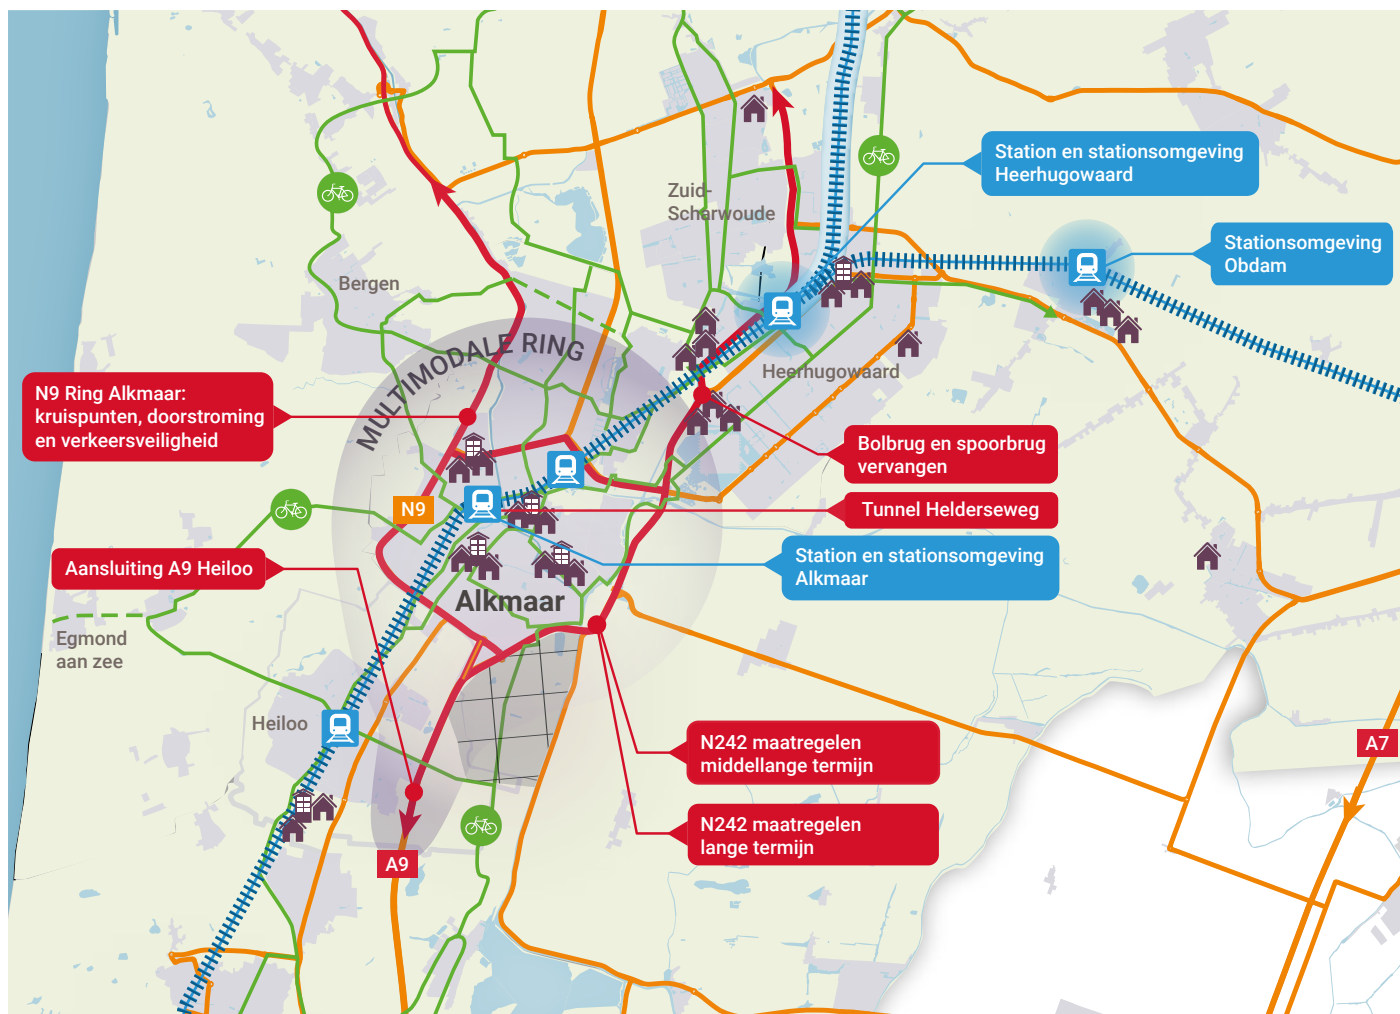 Station en stationsomgeving
Heerhugowaard
Zuid-
Scharwoude
Stationsomgeving
Obdam
Bergen
MULTIMODALE RING
Heerhugowaard
N9 Ring Alkmaar:
kruispunten, doorstroming
en verkeersveiligheid
Bolbrug en spoorbrug
vervangen
N9
Tunnel Helderseweg
Station en stationsomgeving
Alkmaar
Aansluiting A9 Heiloo
Alkmaar
Egmond
aan zee
Heiloo
N242 maatregelen
middellange termijn
A7
N242 maatregelen
lange termijn
A9